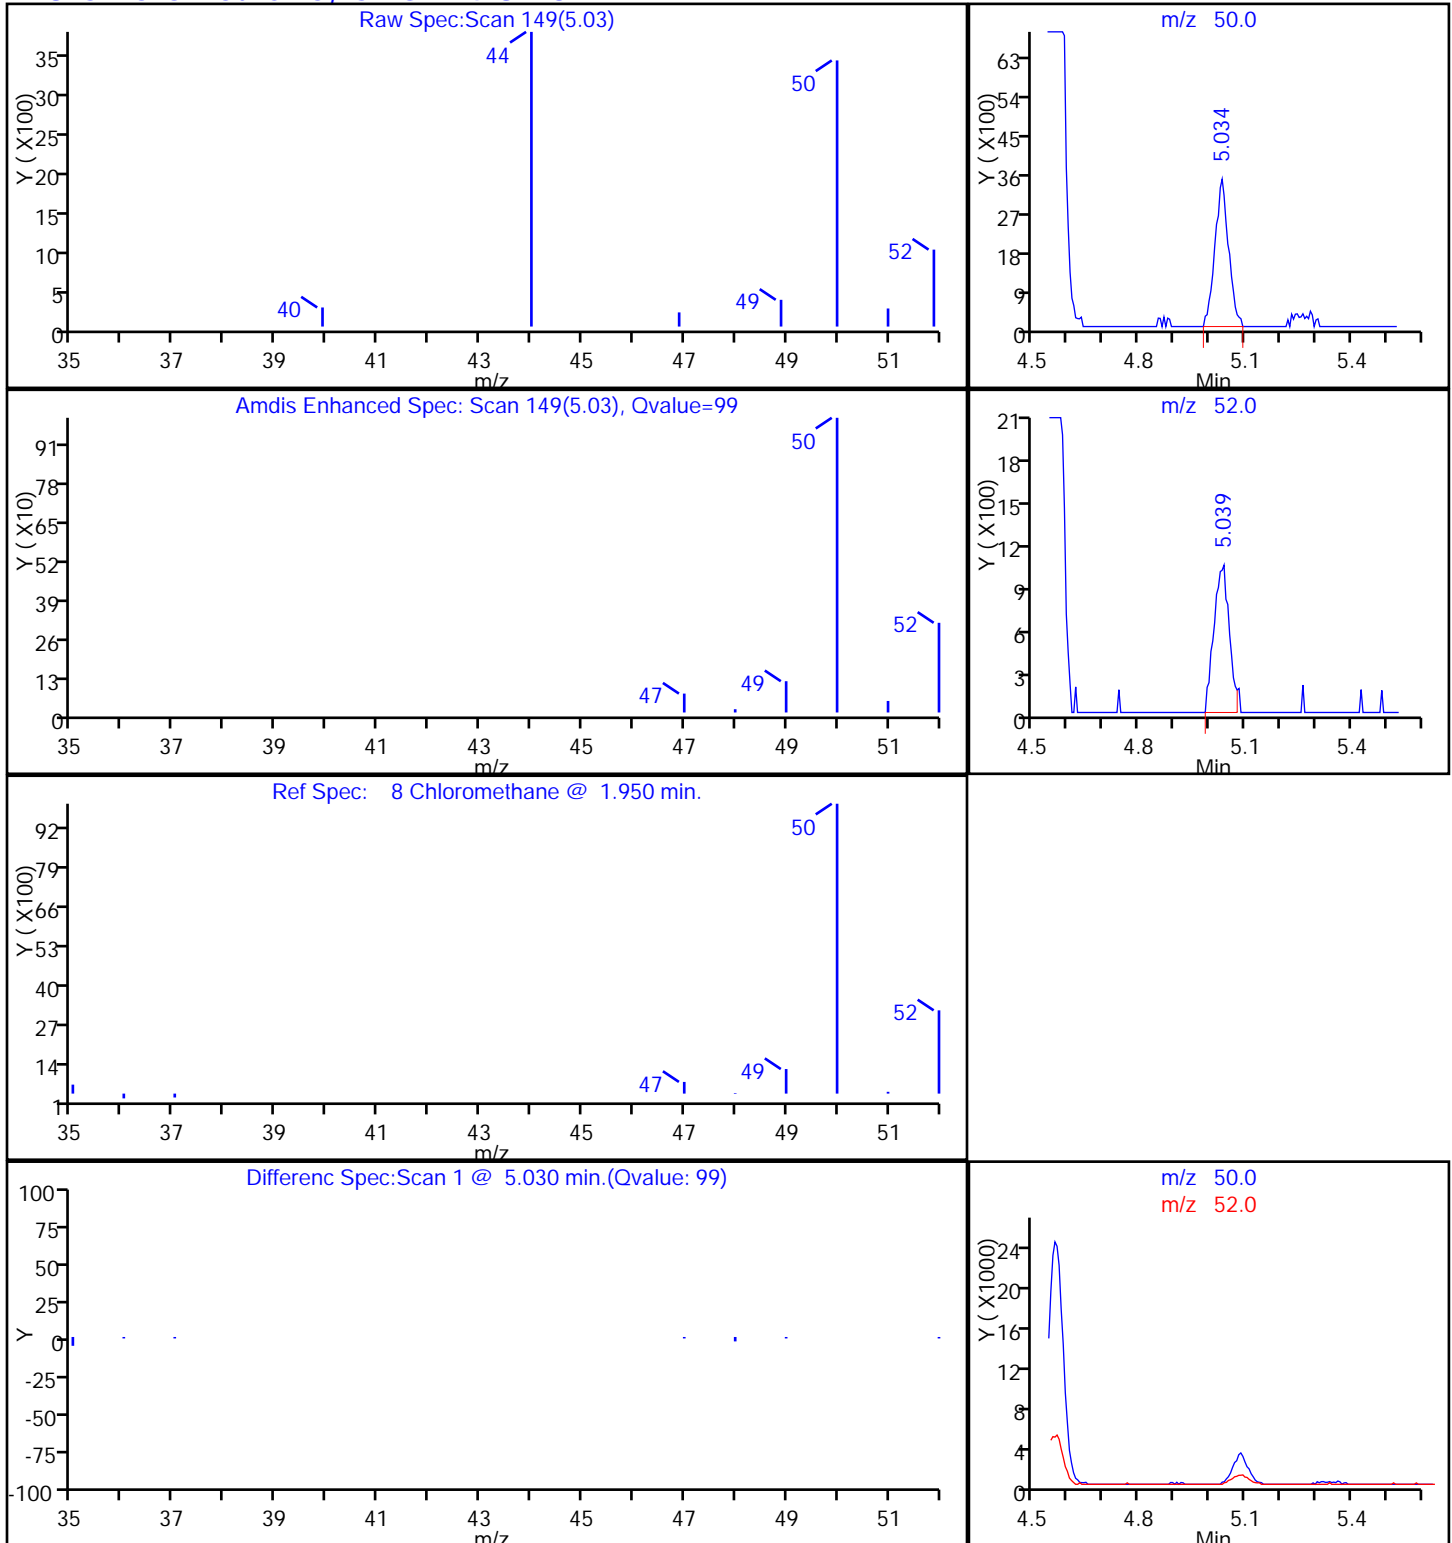 Raw Spec:Scan 149(5.03)
Y ( X100)
35
30
25
20
15
10
5
0
44
50
40
49
52
35 37 39 41 43 45 47 49 51
m/z
m/z 50.0
Y ( X100)
63
54
45
36
27
18
9
0
5.034
4.5 4.8 5.1 5.4
Min
Amdis Enhanced Spec: Scan 149(5.03), Qvalue=99
Y ( X10)
91
78
65
52
39
26
13
0
50
47
49
52
35 37 39 41 43 45 47 49 51
m/z
m/z 52.0
Y ( X100)
21
18
15
12
9
6
3
0
5.039
4.5 4.8 5.1 5.4
Min
Ref Spec: 8 Chloromethane @ 1.950 min.
Y ( X100)
92
79
66
53
40
27
14
1
50
47
49
52
35 37 39 41 43 45 47 49 51
m/z
Differenc Spec:Scan 1 @ 5.030 min.(Qvalue: 99)
Y
100
75
50
25
0
-25
-50
-75
-100
35 37 39 41 43 45 47 49 51
m/z
m/z 50.0
m/z 52.0
Y ( X1000)
24
20
16
12
8
4
0
4.5 4.8 5.1 5.4
Min